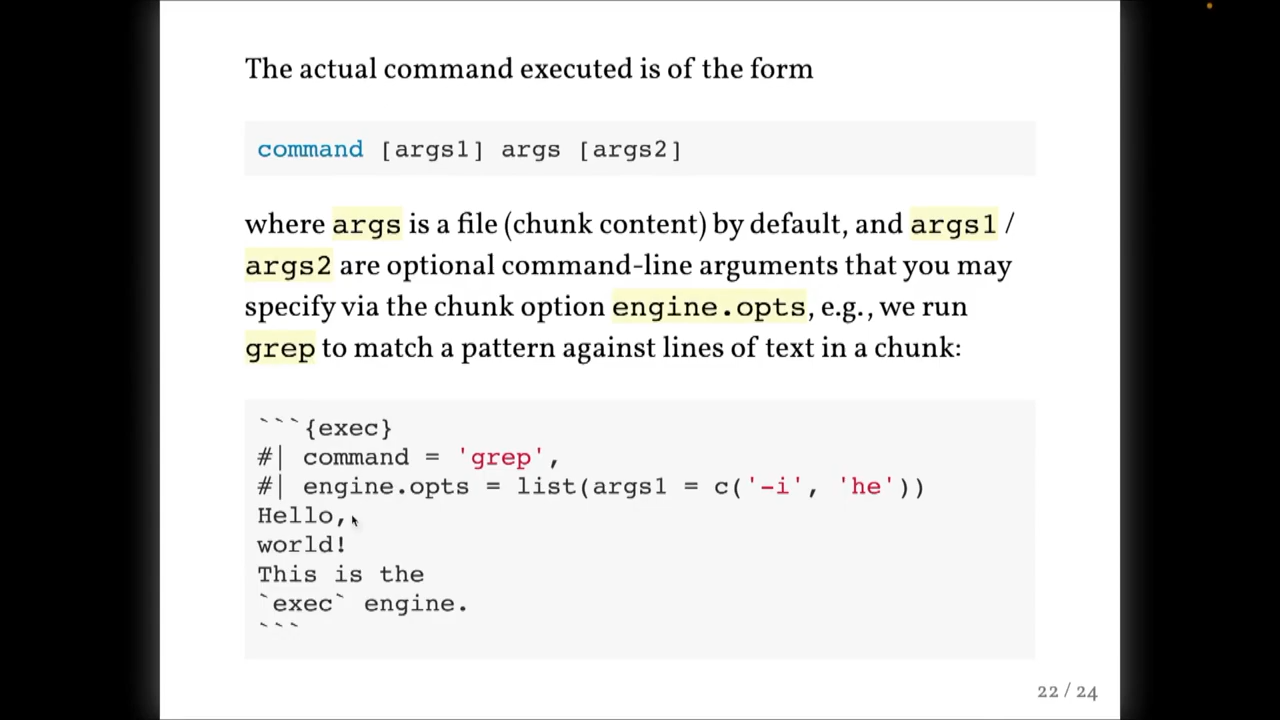 The actual command executed is of the form
command [args1] args [args2]
where args is a file (chunk content) by default, and args1 /
args2 are optional command-line arguments that you may
specify via the chunk option engine.opts, e.g., we run
grep to match a pattern against lines of text in a chunk:
```{exec}
#| command = 'grep',
#| engine.opts = list(args1 = c('-i', 'he'))
Hello,
world!
This is the
`exec` engine.
```
22 / 24